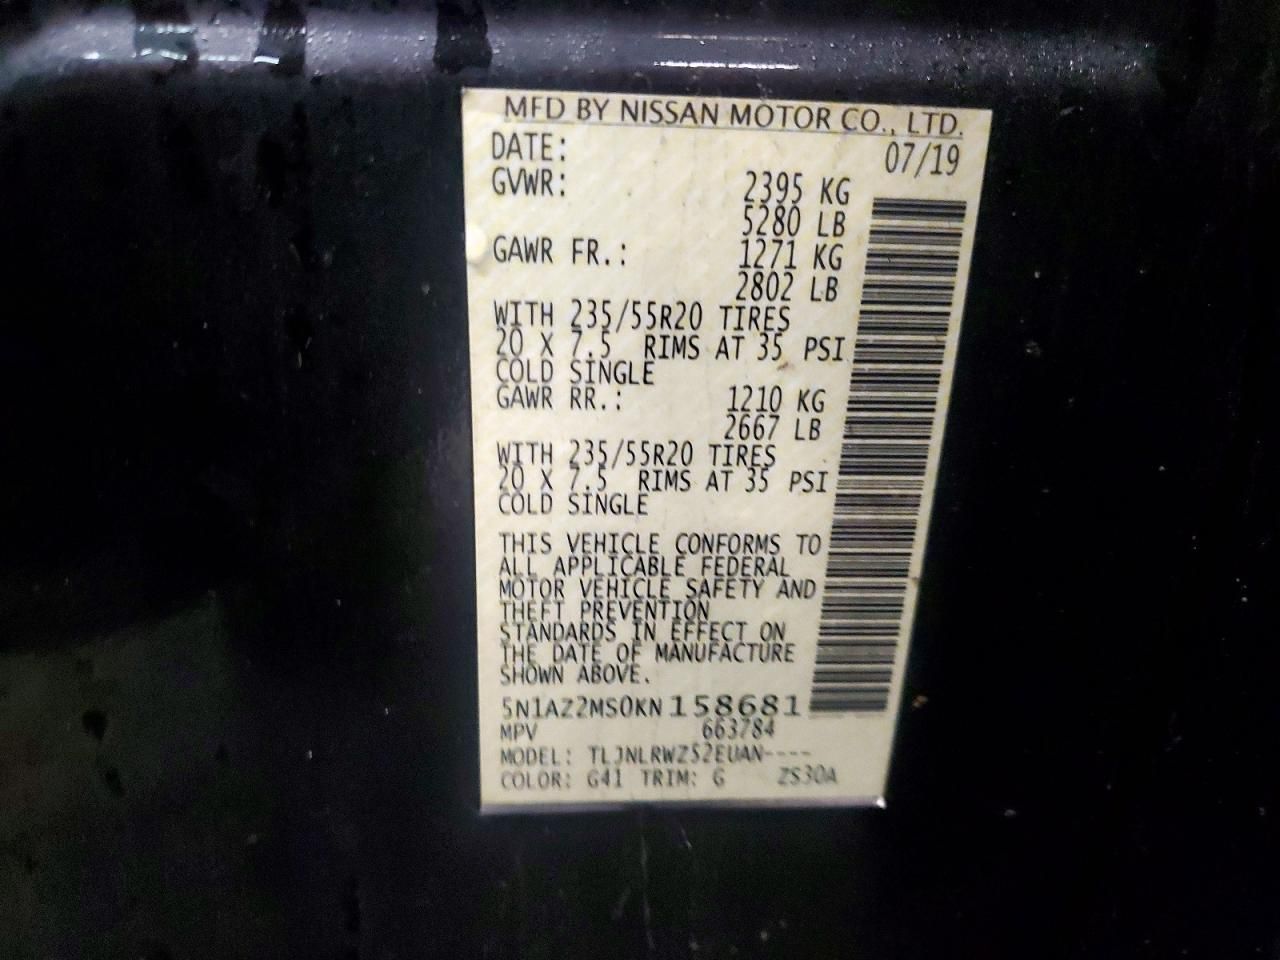 MFD BY NISSAN MOTOR CO., LTD.
DATE: 07/19
GVWR: 2395 KG
5280 LB
GAWR FR.: 1271 KG
2802 LB
WITH 235/55R20 TIRES
20 X 7.5 RIMS AT 35 PSI
COLD SINGLE
GAWR RR.: 1210 KG
2667 LB
WITH 235/55R20 TIRES
20 X 7.5 RIMS AT 35 PSI
COLD SINGLE
THIS VEHICLE CONFORMS TO
ALL APPLICABLE FEDERAL
MOTOR VEHICLE SAFETY AND
THEFT PREVENTION
STANDARDS IN EFFECT ON
THE DATE OF MANUFACTURE
SHOWN ABOVE.
5N1AZ2MS0KN158681
MPV 663784
MODEL: TLJNLRWZ52EUAN----
COLOR: G41 TRIM: G ZS30A